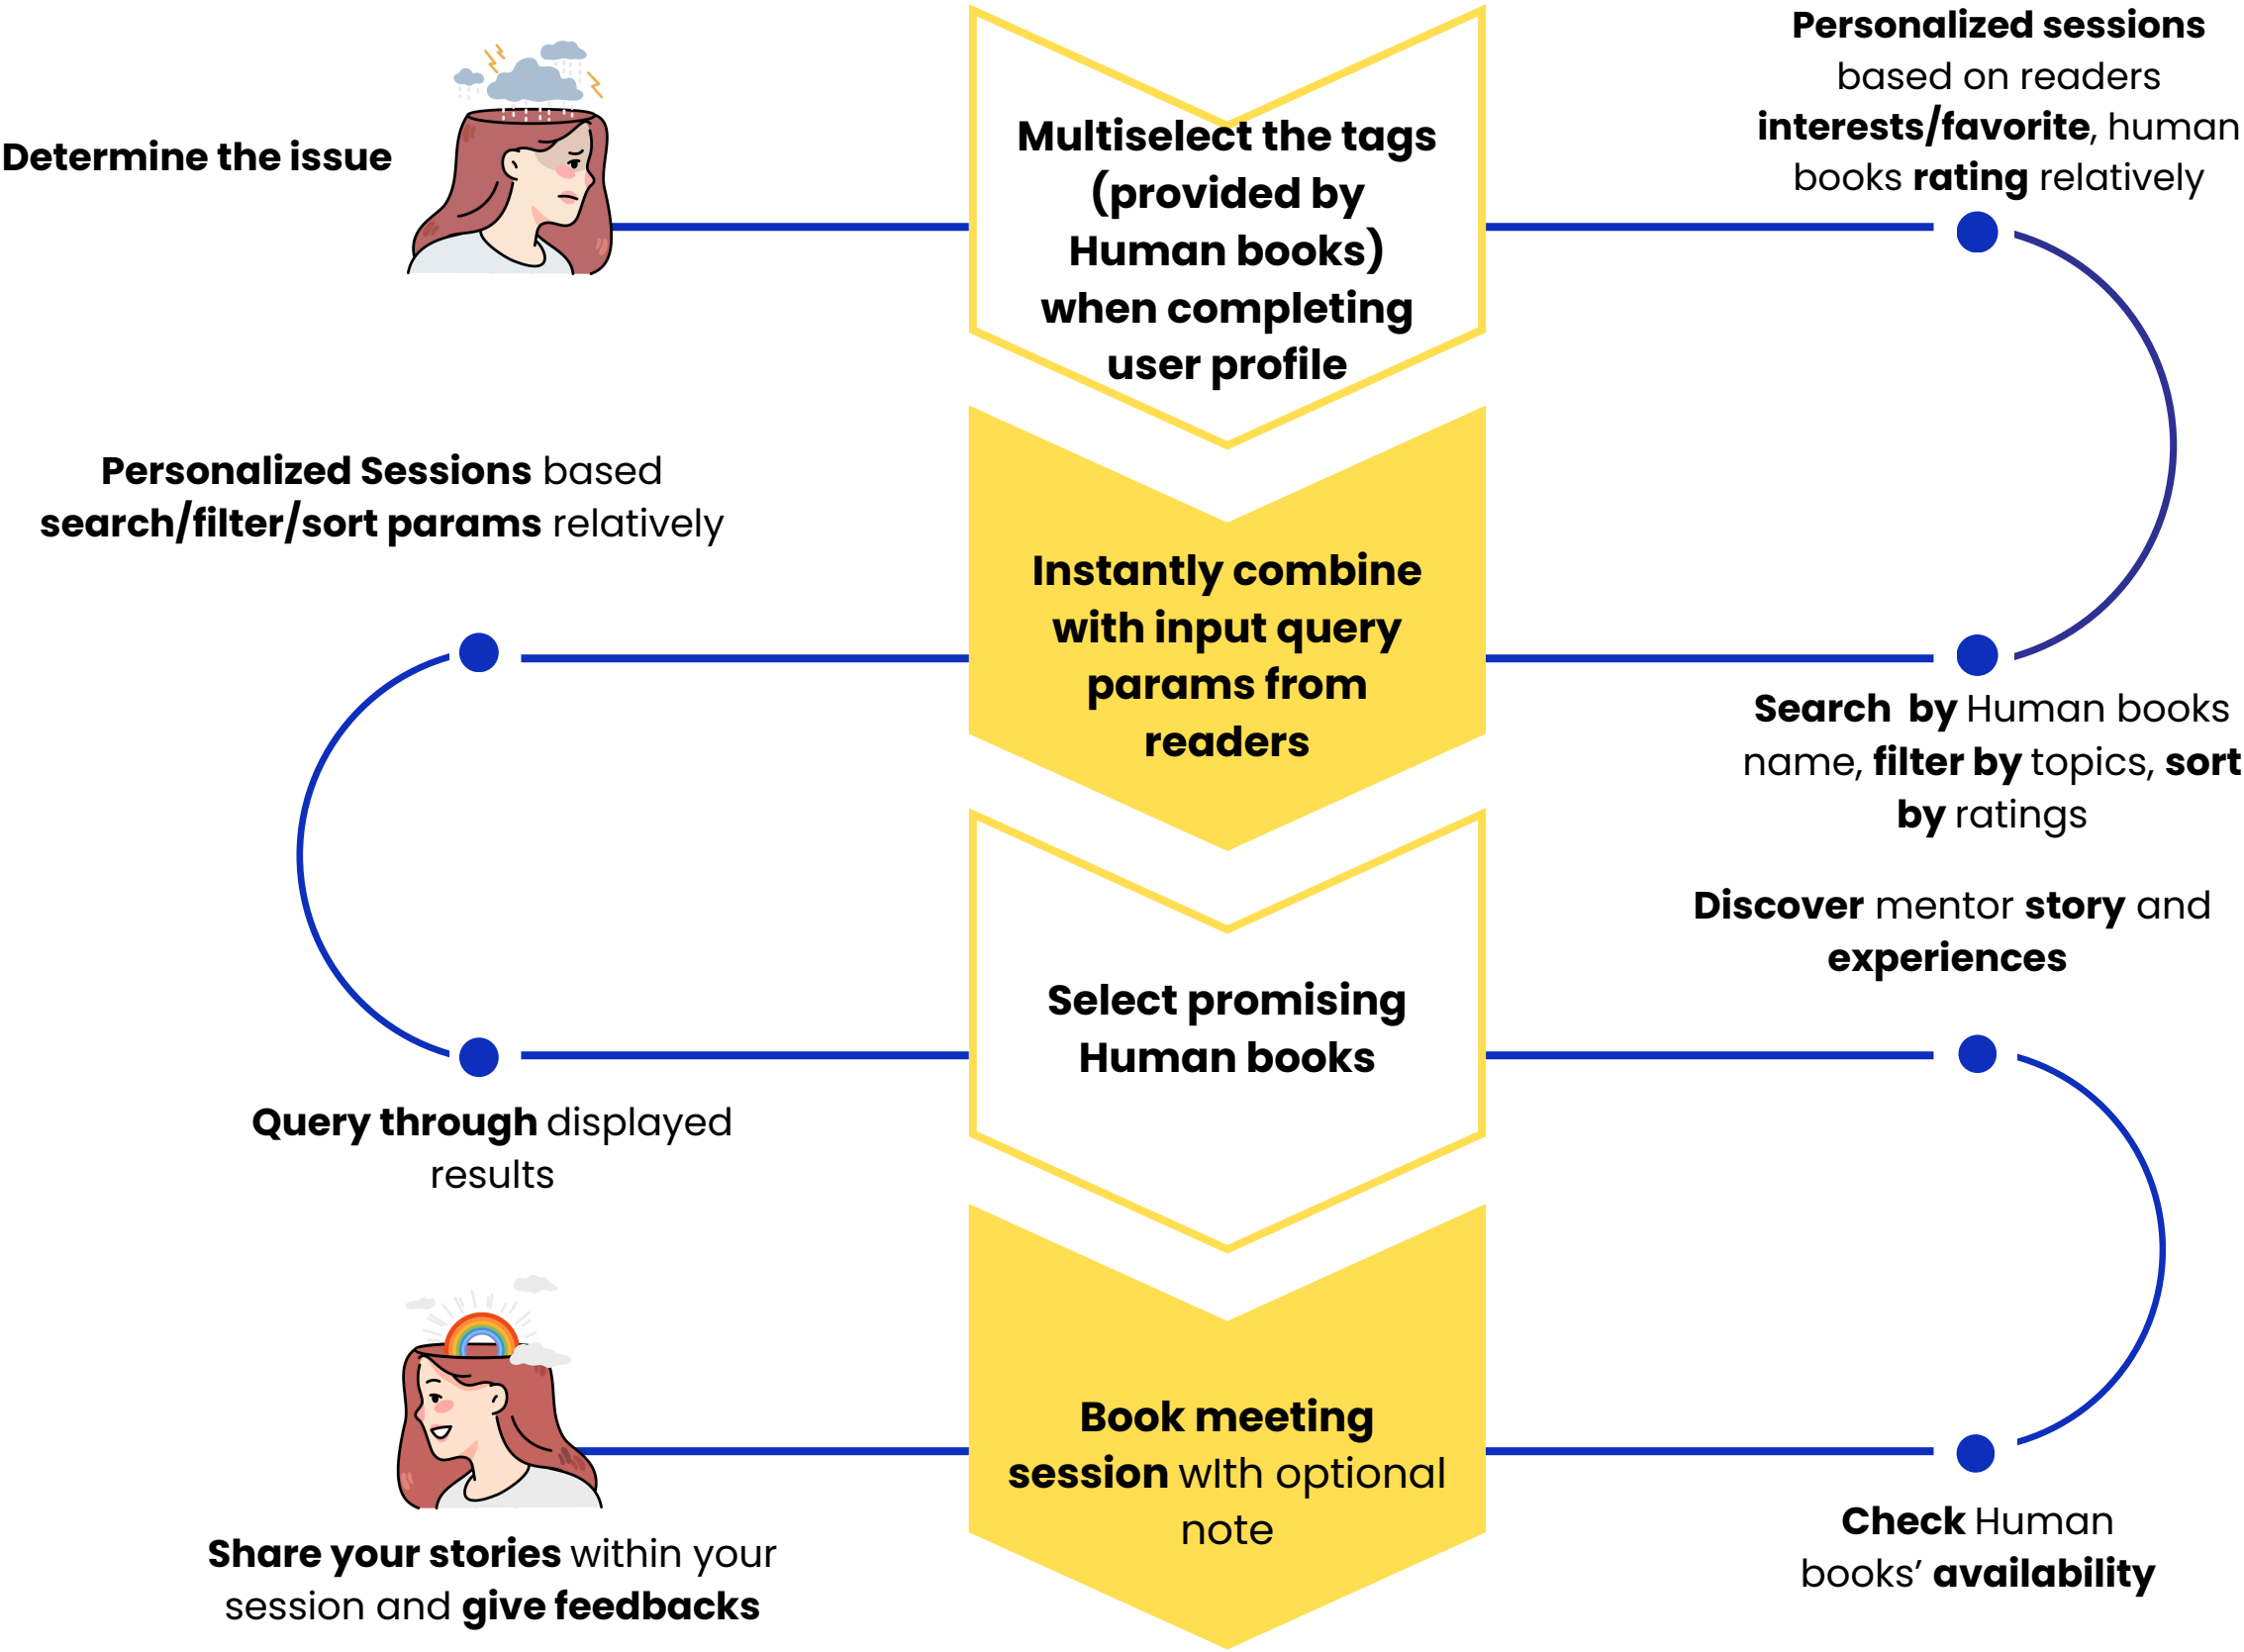 Determine the issue
Multiselect the tags
(provided by
Human books)
when completing
user profile
Personalized sessions
based on readers
interests/favorite, human
books rating relatively
Personalized Sessions based
search/filter/sort params relatively
Instantly combine
with input query
params from
readers
Search by Human books
name, filter by topics, sort
by ratings
Query through displayed
results
Select promising
Human books
Discover mentor story and
experiences
Share your stories within your
session and give feedbacks
Book meeting
session wIth optional
note
Check Human
books’ availability